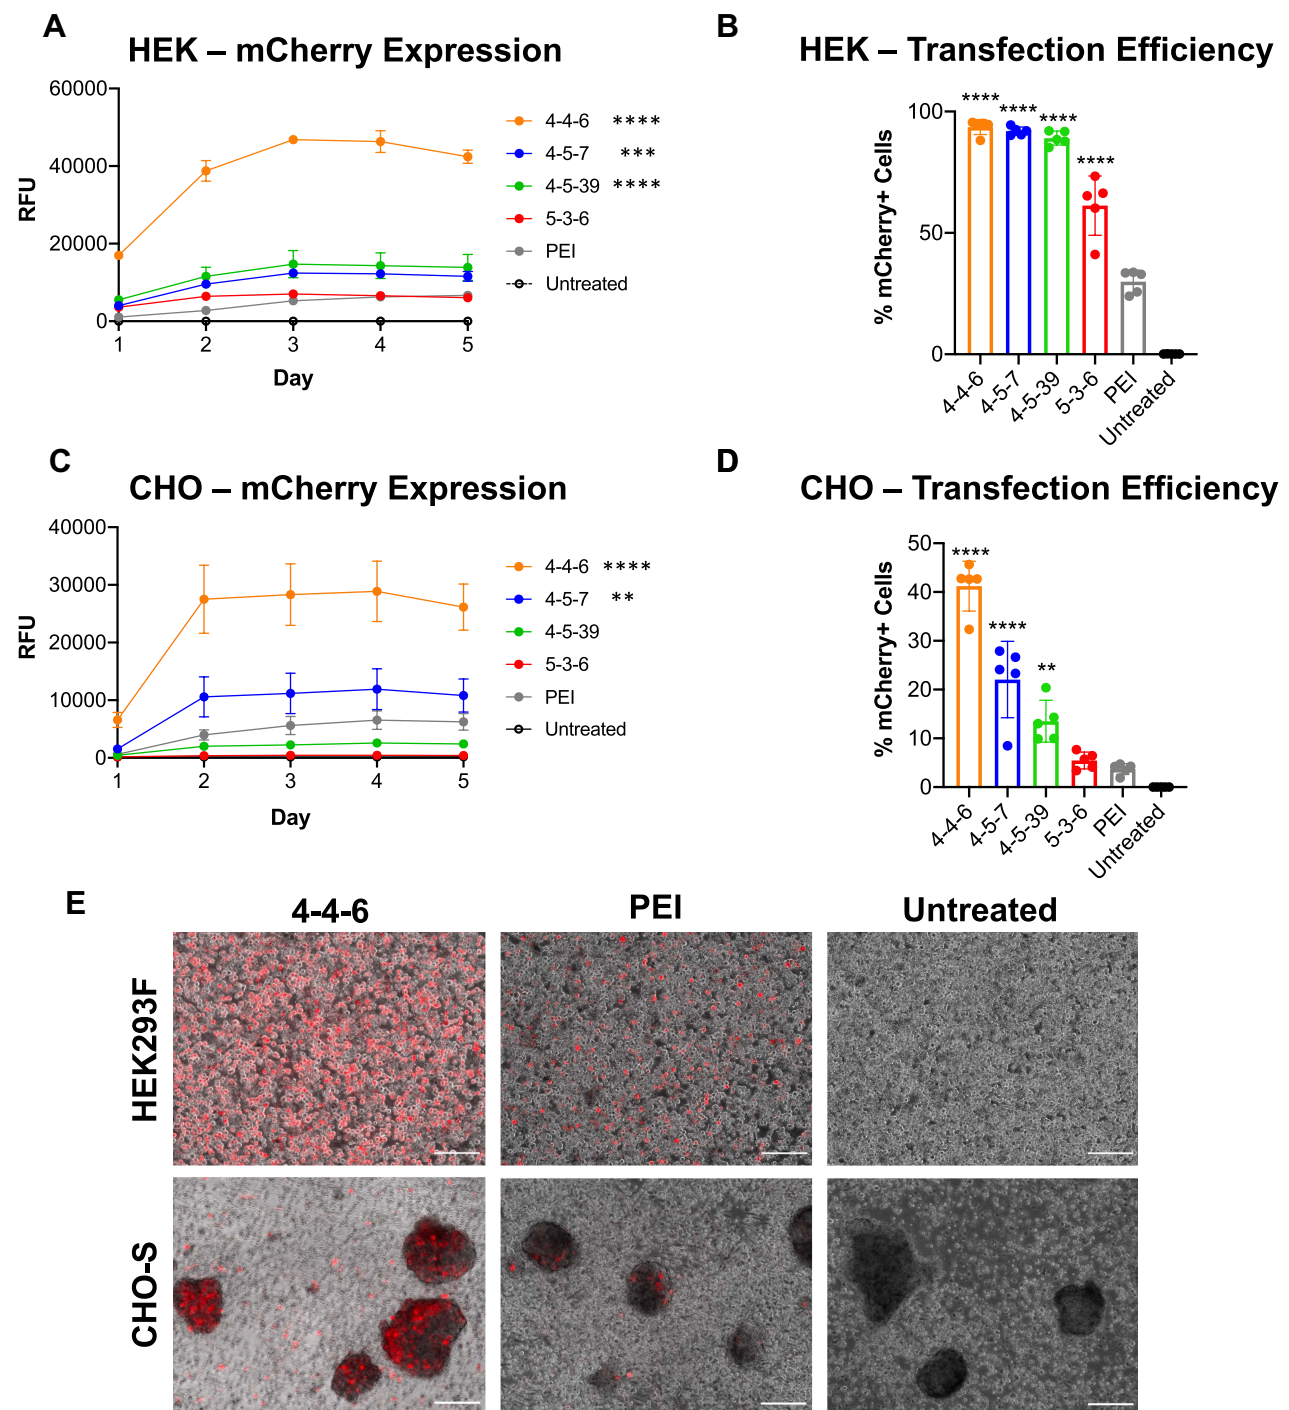 A
HEK – mCherry Expression
60000
40000
20000
0
RFU
1 2 3 4 5
Day
4-4-6 ****
4-5-7 ***
4-5-39 ****
5-3-6
PEI
Untreated
B
HEK – Transfection Efficiency
100
50
0
% mCherry+ Cells
**** **** **** ****
4-4-6 4-5-7 4-5-39 5-3-6 PEI Untreated
C
CHO – mCherry Expression
40000
30000
20000
10000
0
RFU
1 2 3 4 5
Day
4-4-6 ****
4-5-7 **
4-5-39
5-3-6
PEI
Untreated
D
CHO – Transfection Efficiency
50
40
30
20
10
0
% mCherry+ Cells
**** **** **
4-4-6 4-5-7 4-5-39 5-3-6 PEI Untreated
E
4-4-6 PEI Untreated
HEK293F
CHO-S